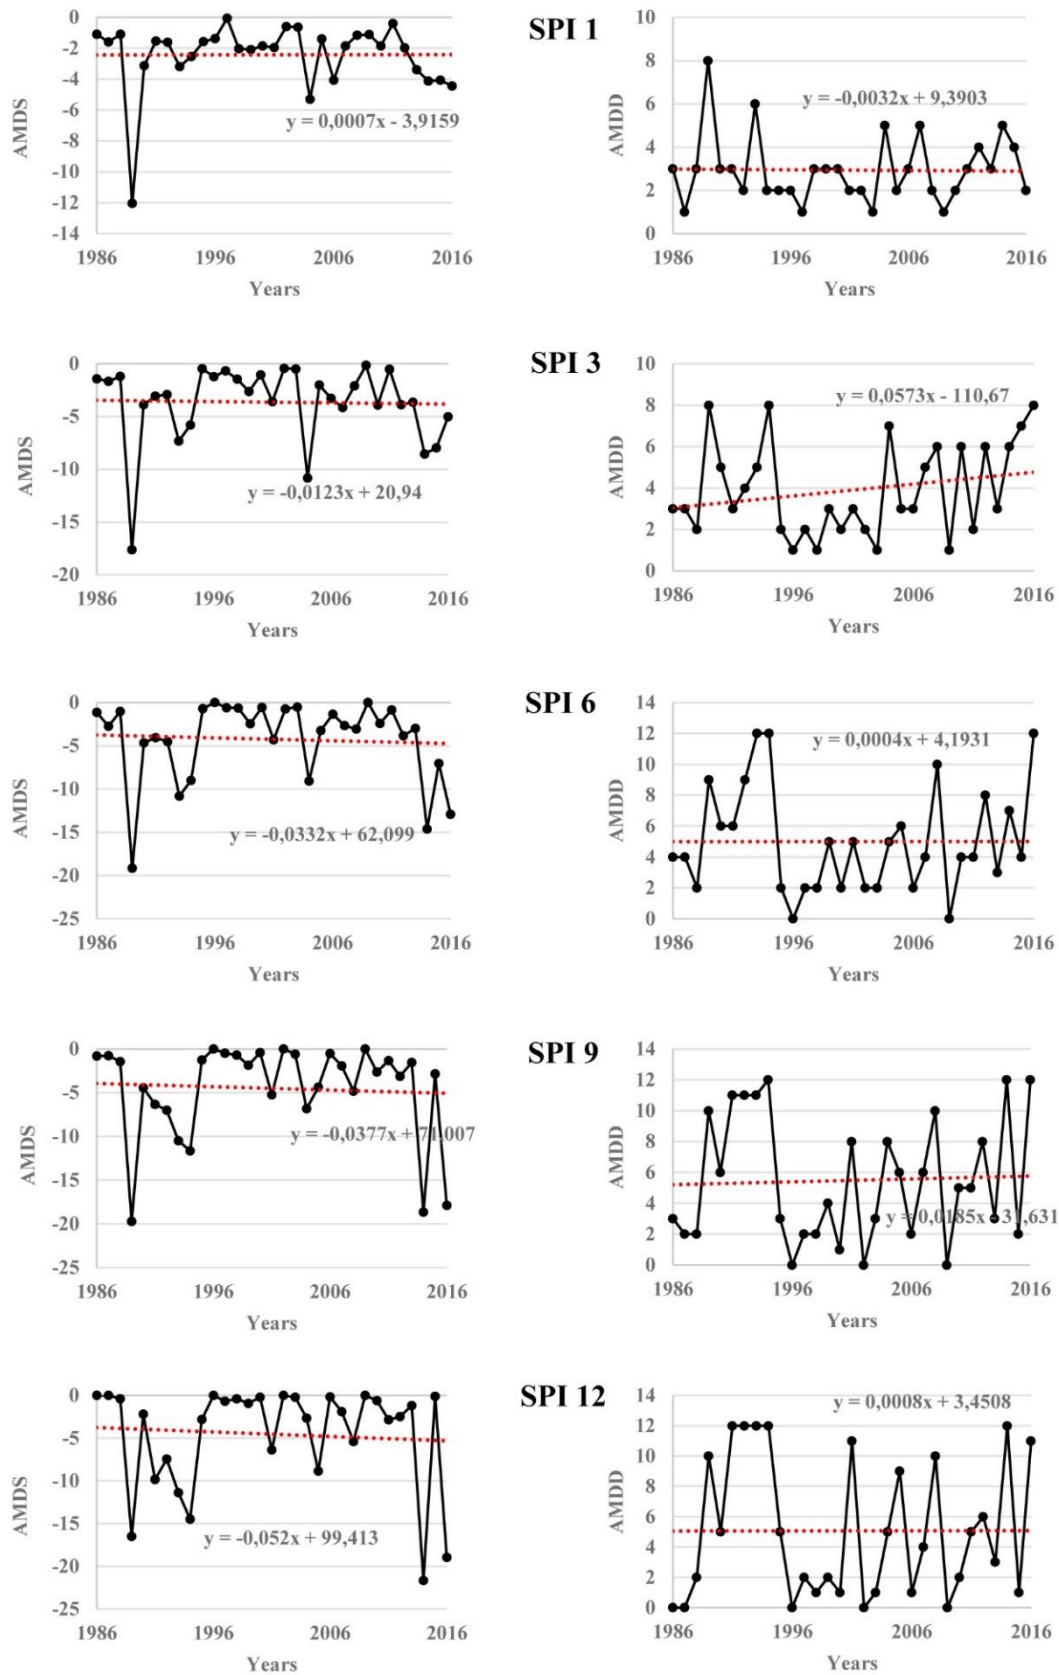 SPI 1
AMDS
0
-2
-4
-6
-8
-10
-12
-14
y = 0,0007x - 3,9159
1986 1996 2006 2016
Years
AMDD
10
8
6
4
2
0
y = -0,0032x + 9,3903
1986 1996 2006 2016
Years
SPI 3
AMDS
0
-5
-10
-15
-20
y = -0,0123x + 20,94
1986 1996 2006 2016
Years
AMDD
10
8
6
4
2
0
y = 0,0573x - 110,67
1986 1996 2006 2016
Years
SPI 6
AMDS
0
-5
-10
-15
-20
-25
y = -0,0332x + 62,099
1986 1996 2006 2016
Years
AMDD
14
12
10
8
6
4
2
0
y = 0,0004x + 4,1931
1986 1996 2006 2016
Years
SPI 9
AMDS
0
-5
-10
-15
-20
-25
y = -0,0377x + 71,007
1986 1996 2006 2016
Years
AMDD
14
12
10
8
6
4
2
0
y = 0,0185x - 31,631
1986 1996 2006 2016
Years
SPI 12
AMDS
0
-5
-10
-15
-20
-25
y = -0,052x + 99,413
1986 1996 2006 2016
Years
AMDD
14
12
10
8
6
4
2
0
y = 0,0008x + 3,4508
1986 1996 2006 2016
Years